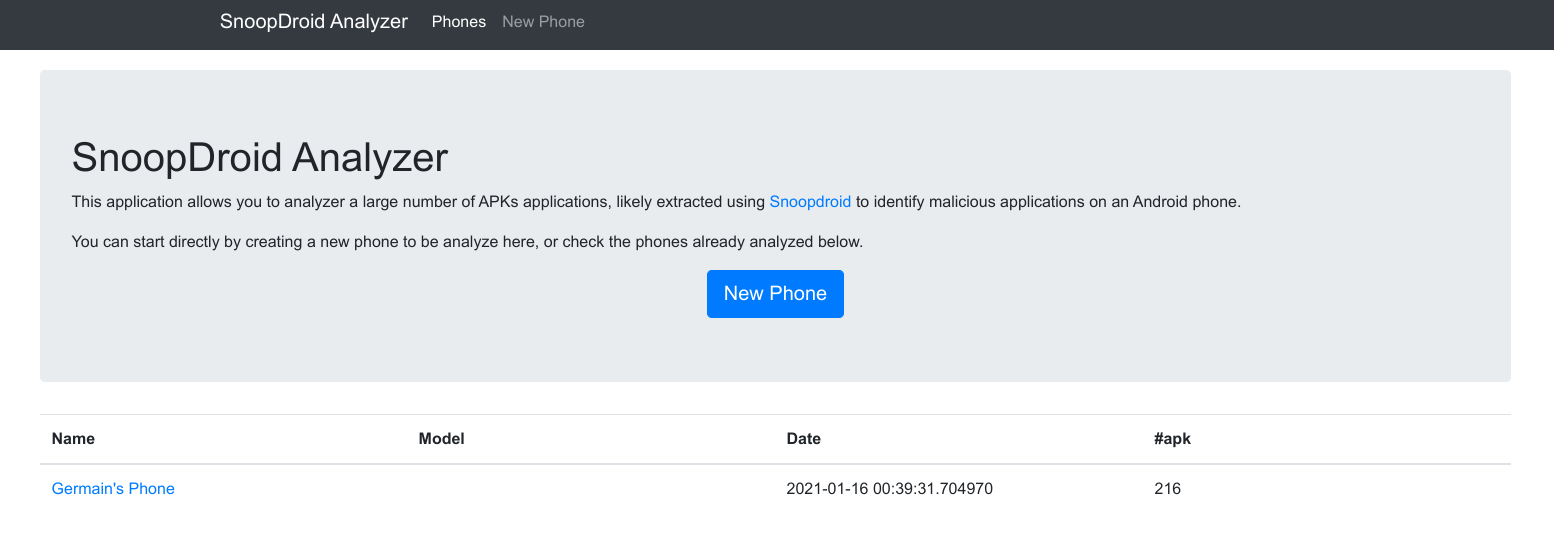 SnoopDroid Analyzer Phones New Phone
SnoopDroid Analyzer
This application allows you to analyzer a large number of APKs applications, likely extracted using Snoopdroid to identify malicious applications on an Android phone.
You can start directly by creating a new phone to be analyze here, or check the phones already analyzed below.
New Phone
Name Model Date #apk
Germain's Phone 2021-01-16 00:39:31.704970 216